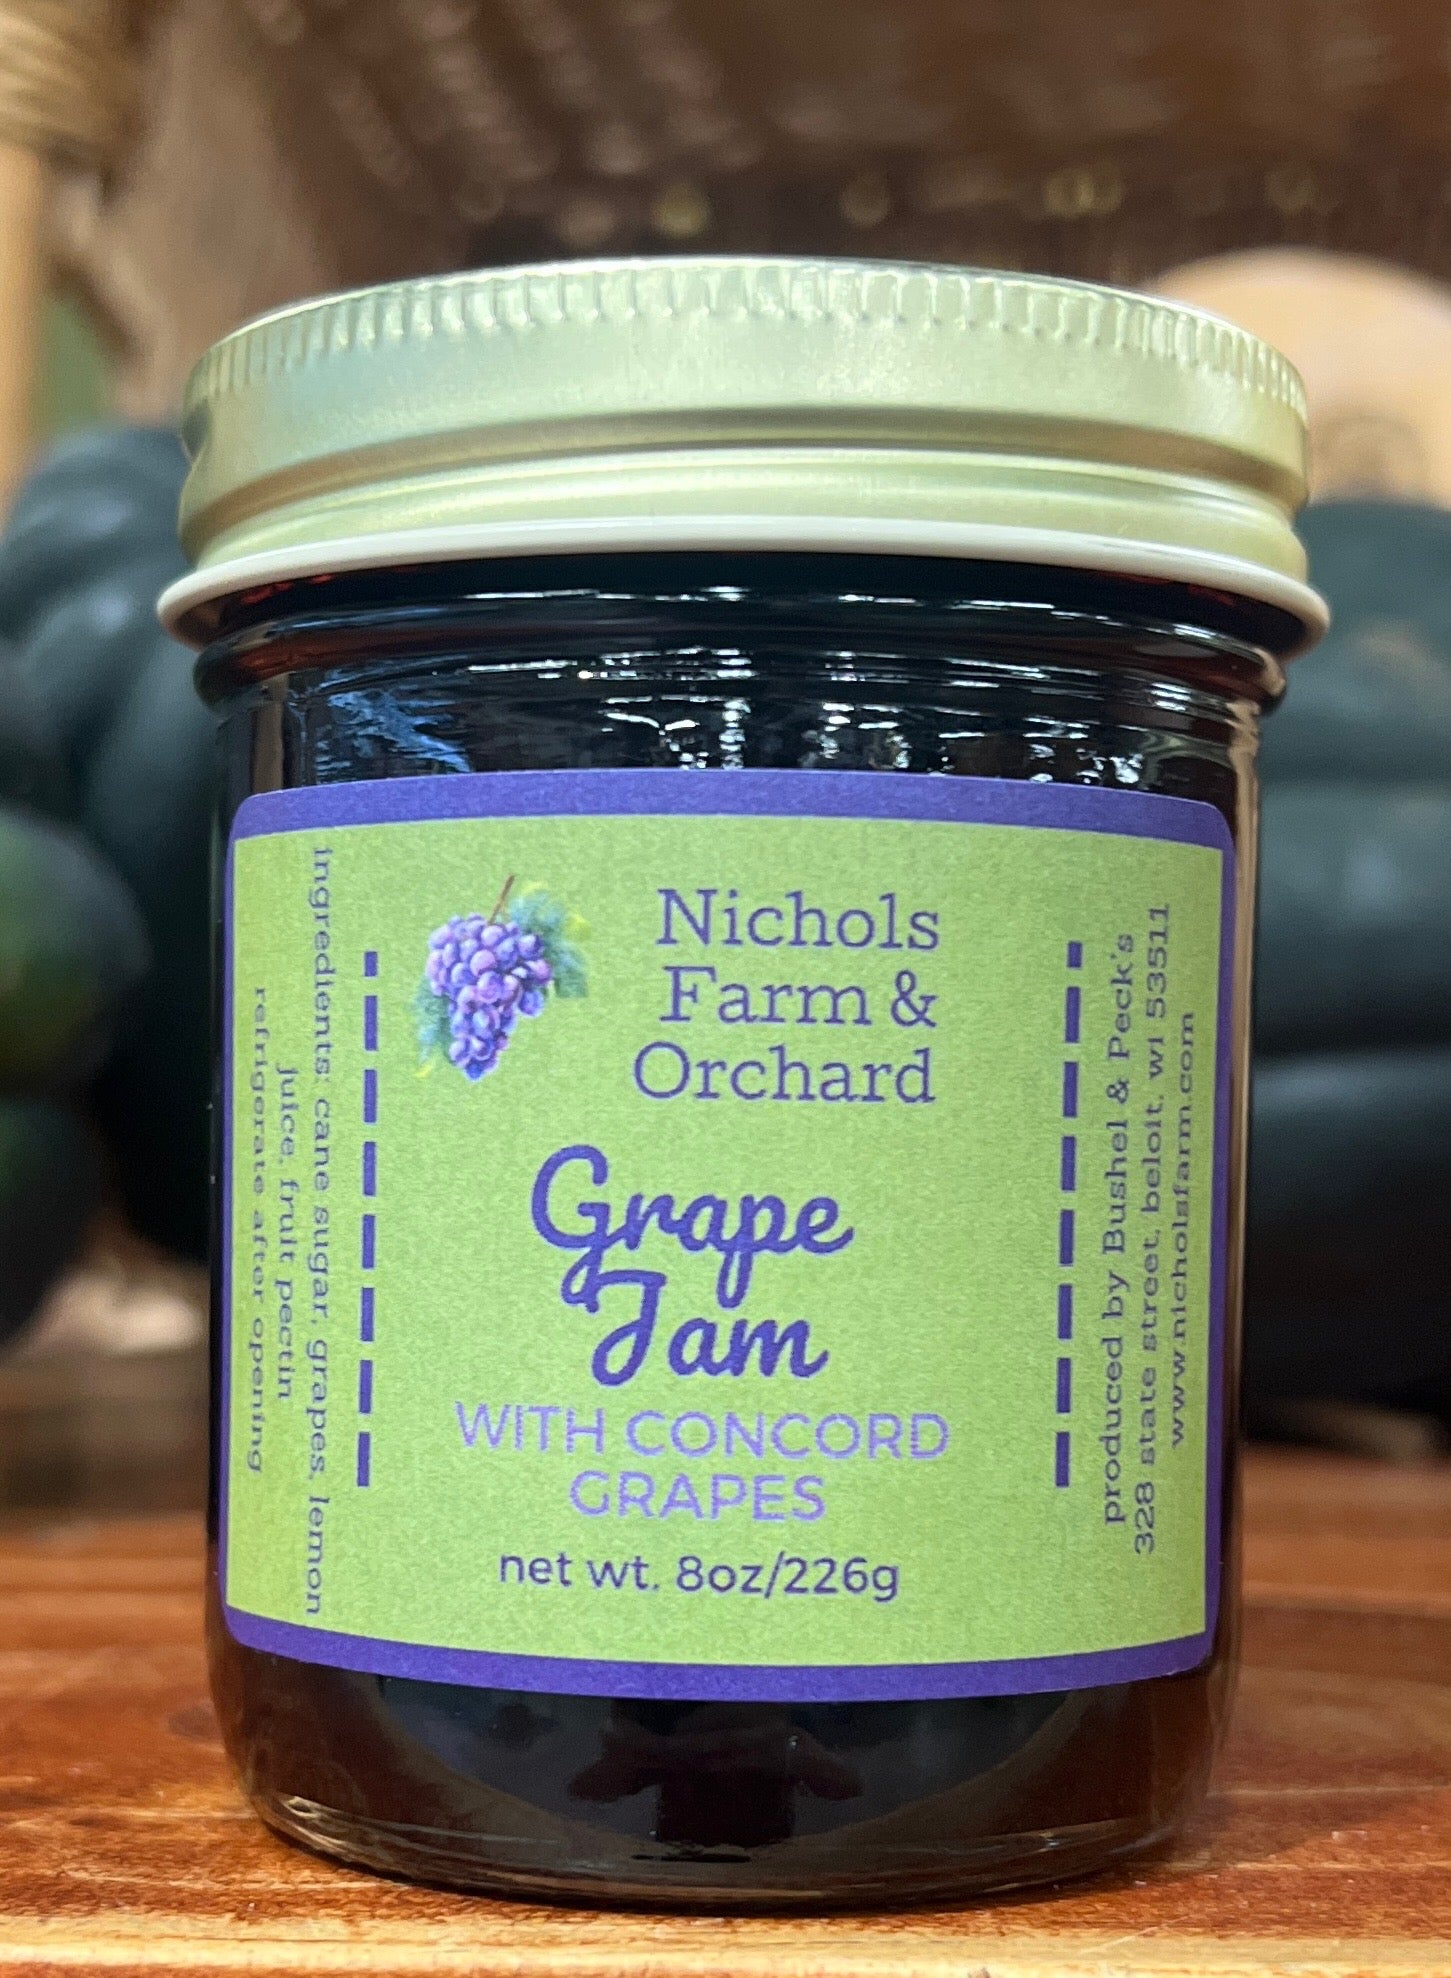 Nichols
Farm &
Orchard
Grape
Jam
WITH CONCORD
GRAPES
net wt. 8oz/226g
ingredients: cane sugar, grapes, lemon
juice, fruit pectin
refrigerate after opening
produced by Bushel & Peck's
328 state street, beloit, wi 53511
www.nicholsfarm.com